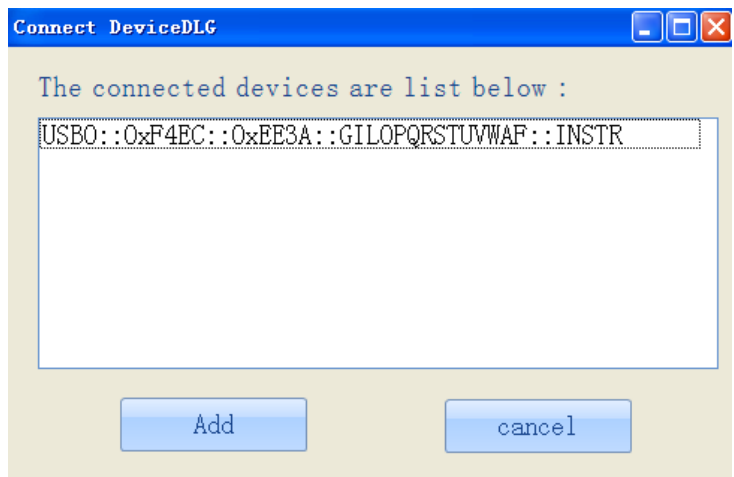 Connect DeviceDLG
The connected devices are list below :
USB0::0xF4EC::0xEE3A::GILOPQRSTUVWAF::INSTR
Add
cancel